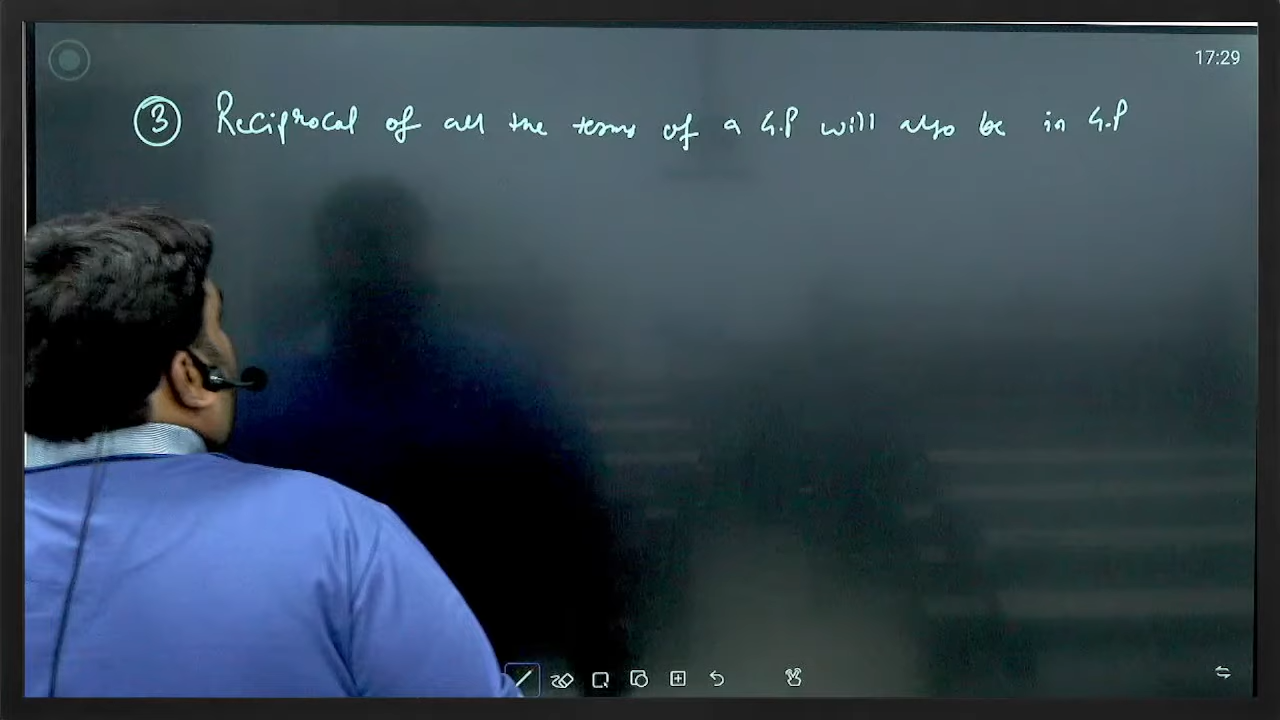 17:29
③ Reciprocal of all the terms of a G.P will also be in G.P